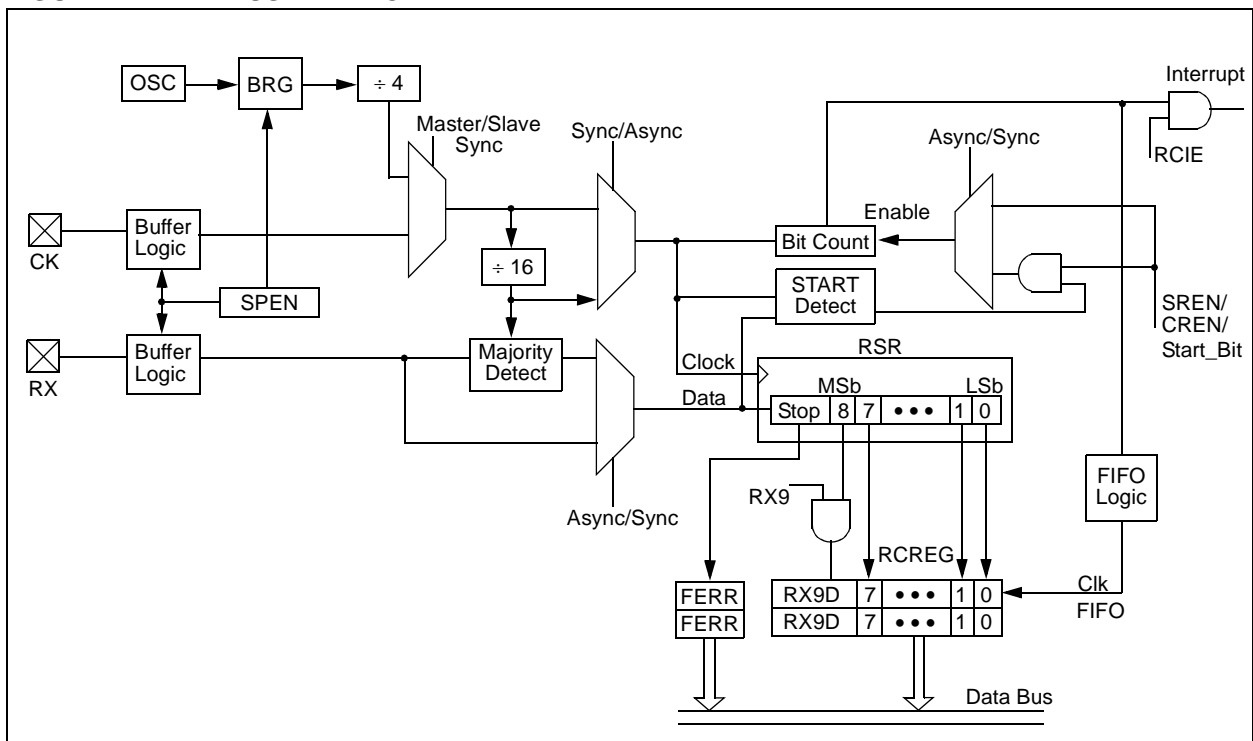 OSC
BRG
÷ 4
Interrupt
Master/Slave
Sync
Sync/Async
Async/Sync
RCIE
Buffer
Logic
CK
Enable
Bit Count
÷ 16
SPEN
START
Detect
SREN/
CREN/
Start_Bit
Buffer
Logic
RX
Majority
Detect
Clock
RSR
MSb
LSb
Data
Stop 8 7 ••• 1 0
FIFO
Logic
RX9
Async/Sync
RCREG
Clk
FIFO
FERR
RX9D 7 ••• 1 0
FERR
RX9D 7 ••• 1 0
Data Bus